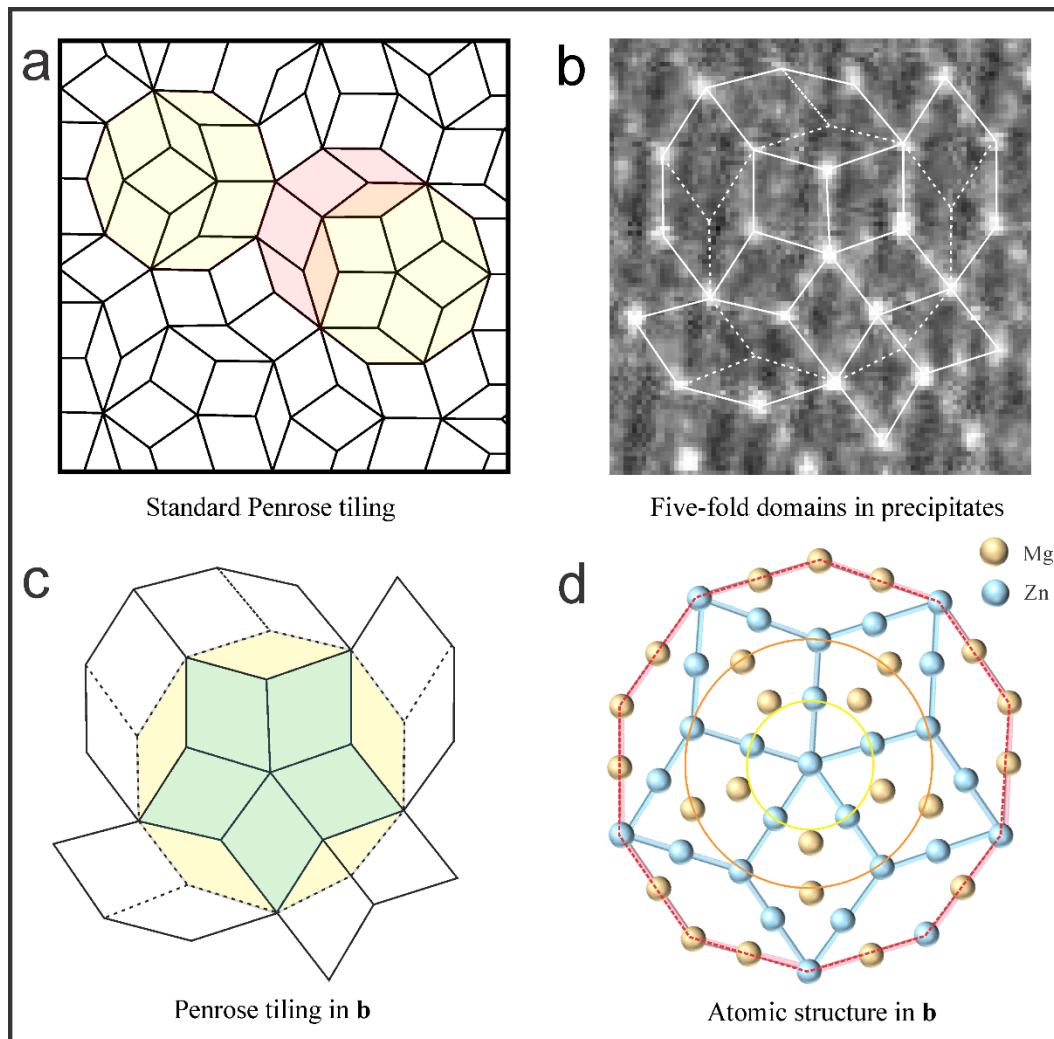 a
b
Standard Penrose tiling
Five-fold domains in precipitates
c
d
Mg
Zn
Penrose tiling in b
Atomic structure in b